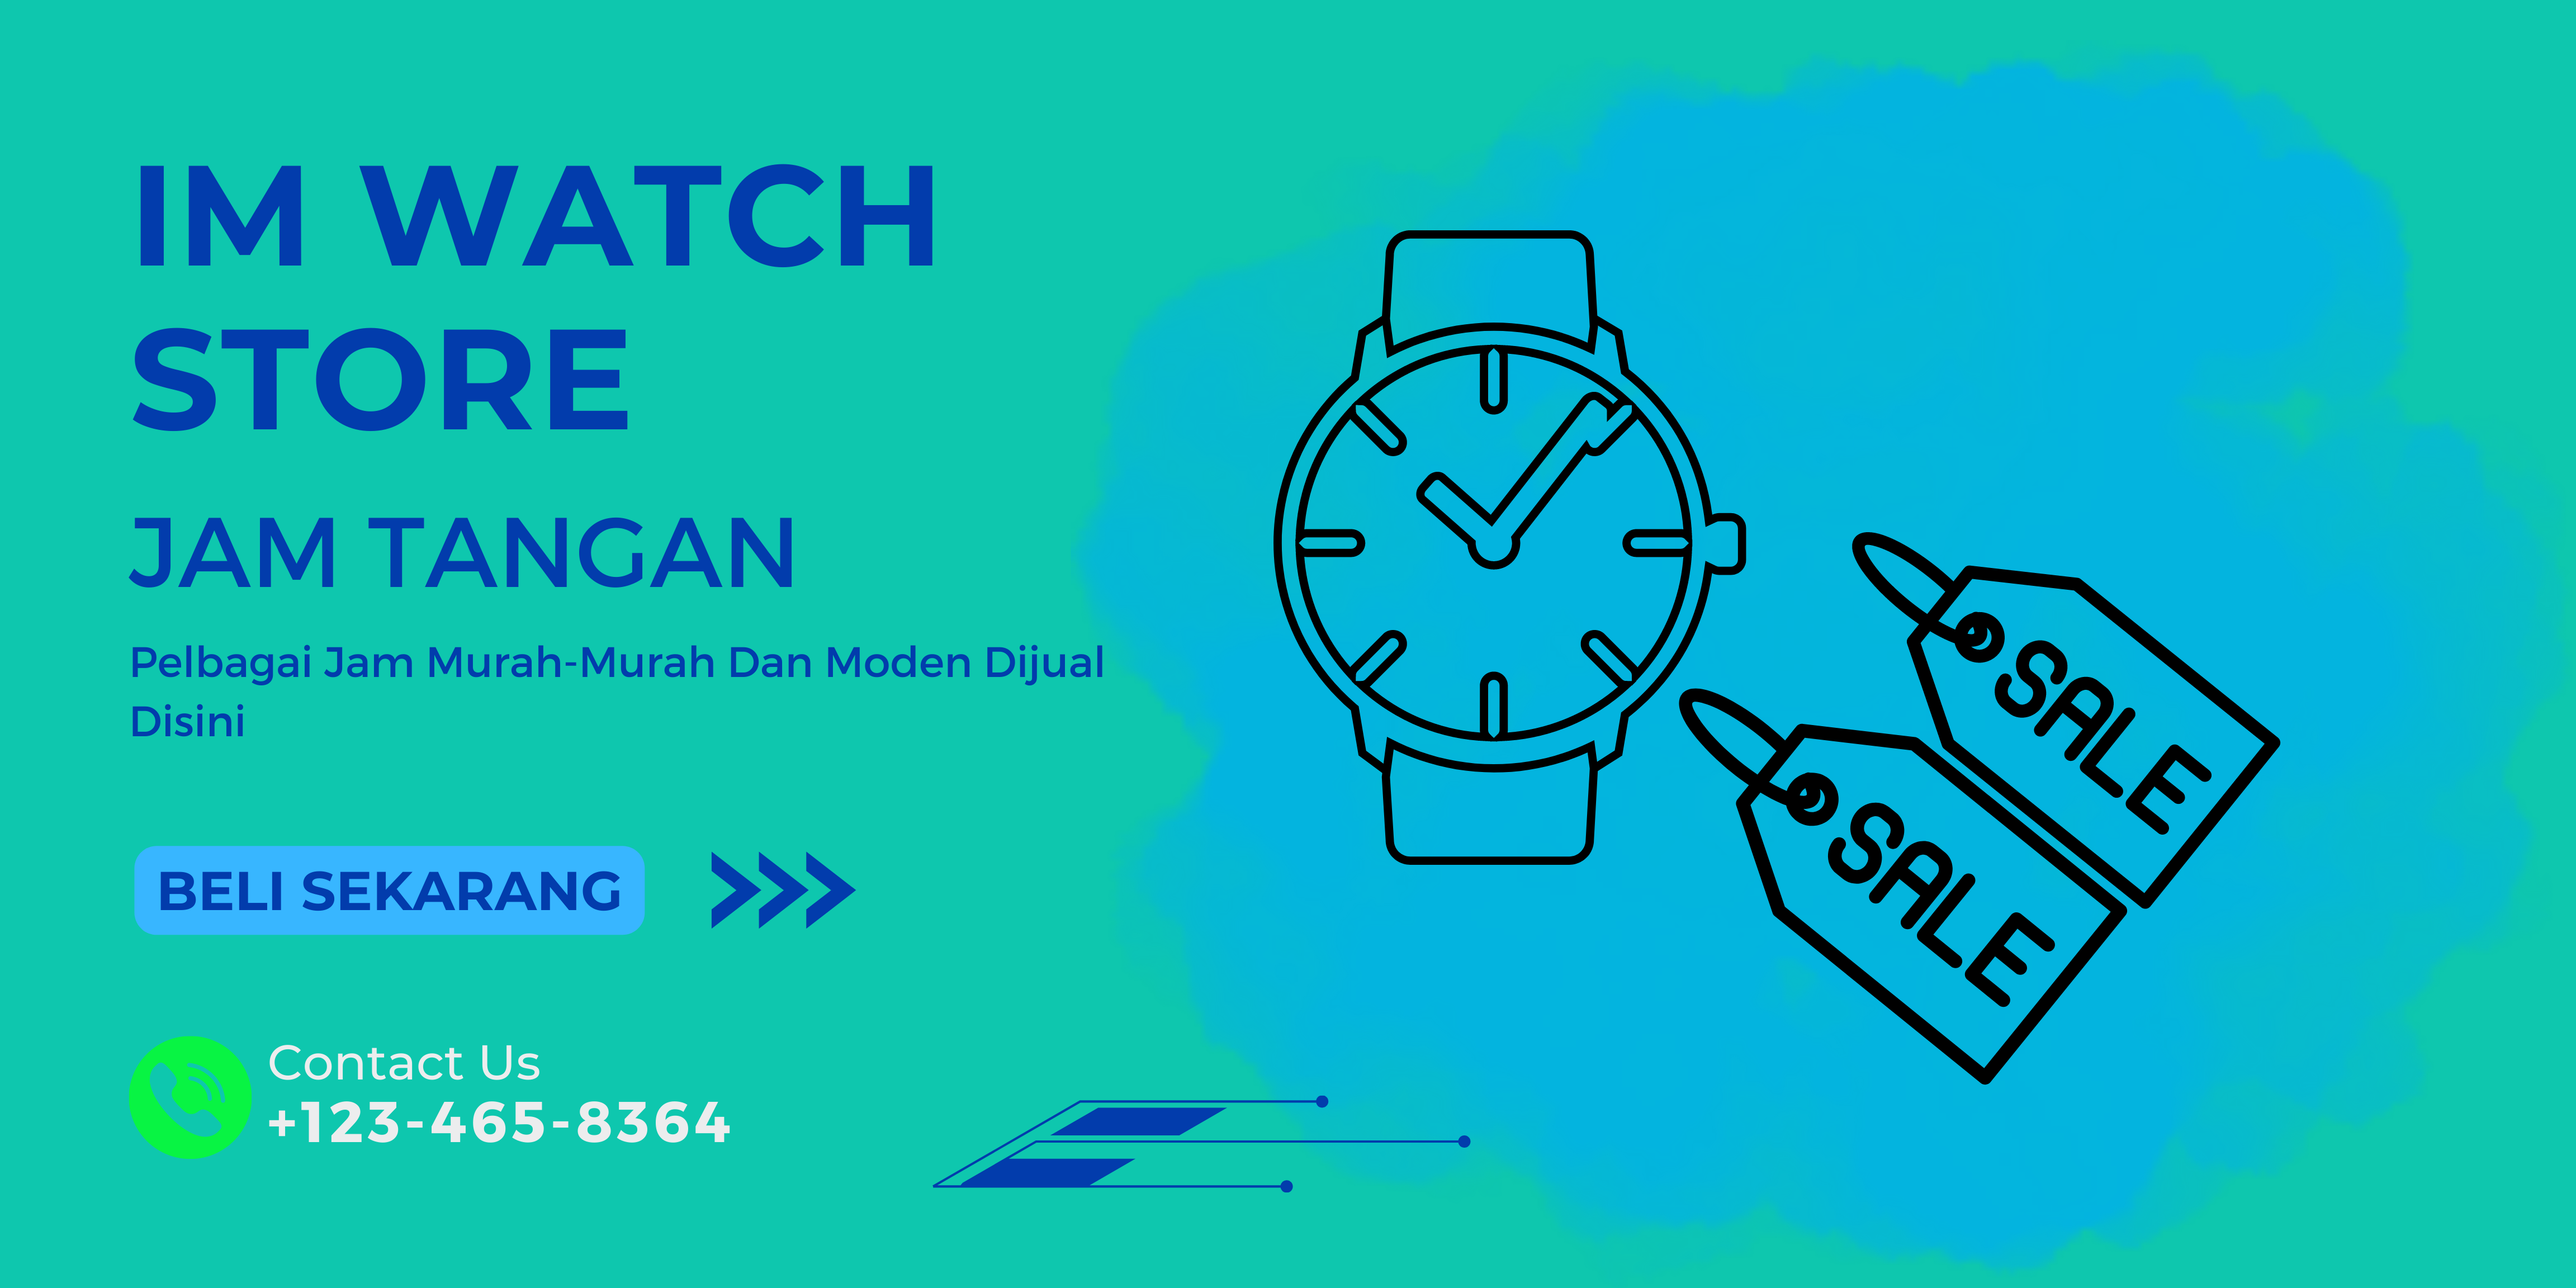 IM WATCH
STORE
JAM TANGAN
Pelbagai Jam Murah-Murah Dan Moden Dijual
Disini
BELI SEKARANG
Contact Us
+123-465-8364
SALE
SALE